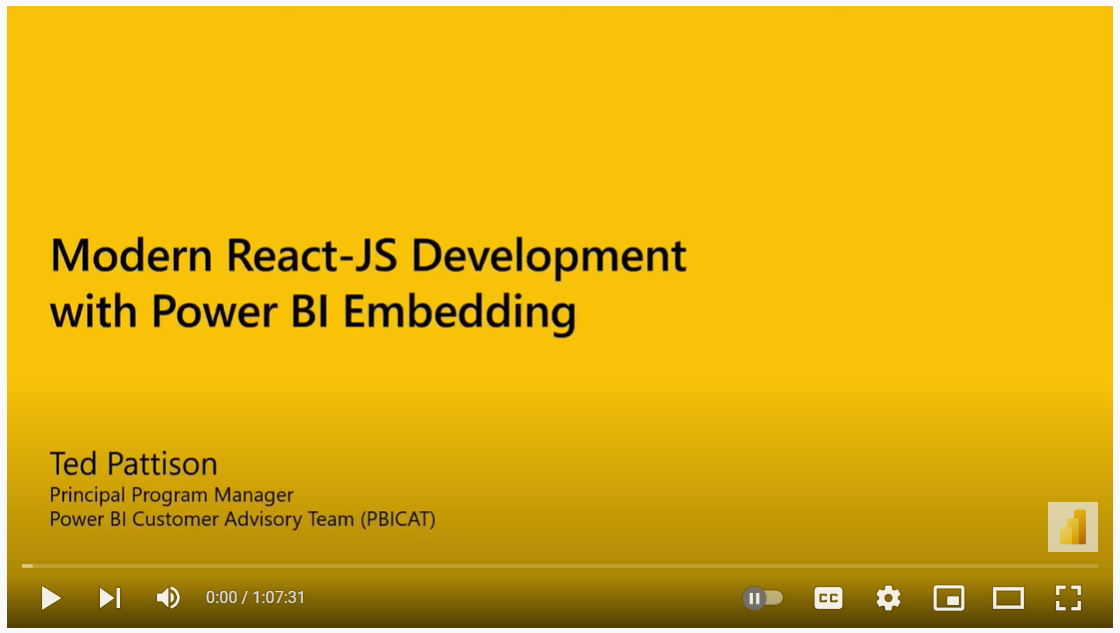 Modern React-JS Development
with Power BI Embedding
Ted Pattison
Principal Program Manager
Power BI Customer Advisory Team (PBICAT)
0:00 / 1:07:31
CC